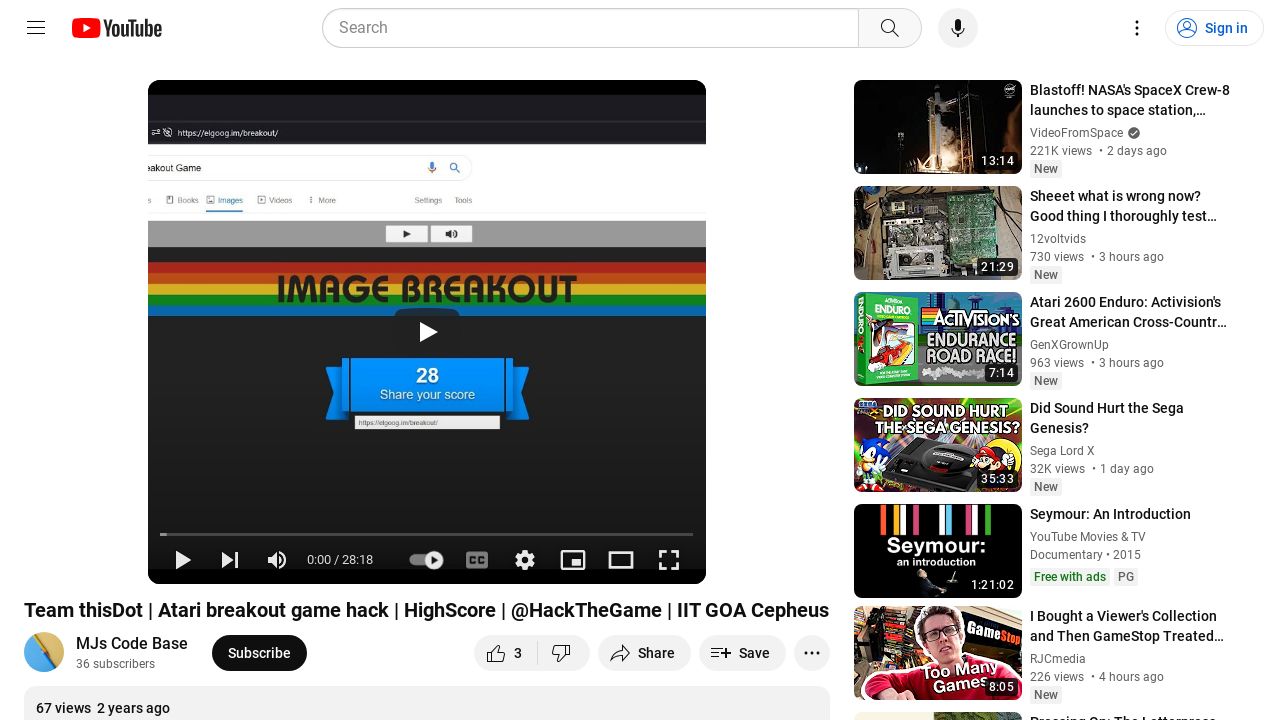 YouTube
Search
Sign in
https://elgoog.im/breakout/
eakout Game
Books
Images
Videos
More
Settings
Tools
IMAGE BREAKOUT
28
Share your score
https://elgoog.im/breakout/
0:00 / 28:18
CC
Team thisDot | Atari breakout game hack | HighScore | @HackTheGame | IIT GOA Cepheus
MJs Code Base
36 subscribers
Subscribe
3
Share
Save
67 views 2 years ago
13:14
Blastoff! NASA's SpaceX Crew-8
launches to space station,…
VideoFromSpace
221K views • 2 days ago
New
21:29
Sheeet what is wrong now?
Good thing I thoroughly test…
12voltvids
730 views • 3 hours ago
New
ACTIVISION
ENDURO
ACTIVISION'S
ENDURANCE
ROAD RACE!
7:14
Atari 2600 Enduro: Activision's
Great American Cross-Countr…
GenXGrownUp
963 views • 3 hours ago
New
SEGA
DID SOUND HURT
THE SEGA GENESIS?
35:33
Did Sound Hurt the Sega
Genesis?
Sega Lord X
32K views • 1 day ago
New
Seymour:
an introduction
1:21:02
Seymour: An Introduction
YouTube Movies & TV
Documentary • 2015
Free with ads
PG
GameStop
Too Many
Games
8:05
I Bought a Viewer's Collection
and Then GameStop Treated…
RJCmedia
226 views • 4 hours ago
New
Pressing On: The Letterpress